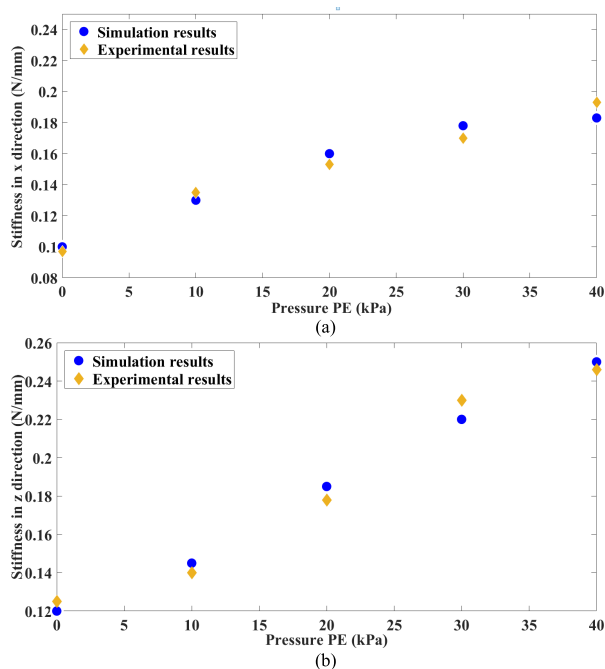 0.24
0.22
0.2
0.18
0.16
0.14
0.12
0.1
0.08
Stiffness in x direction (N/mm)
Simulation results
Experimental results
0 5 10 15 20 25 30 35 40
Pressure PE (kPa)
(a)
0.26
0.24
0.22
0.2
0.18
0.16
0.14
0.12
Stiffness in z direction (N/mm)
Simulation results
Experimental results
0 5 10 15 20 25 30 35 40
Pressure PE (kPa)
(b)